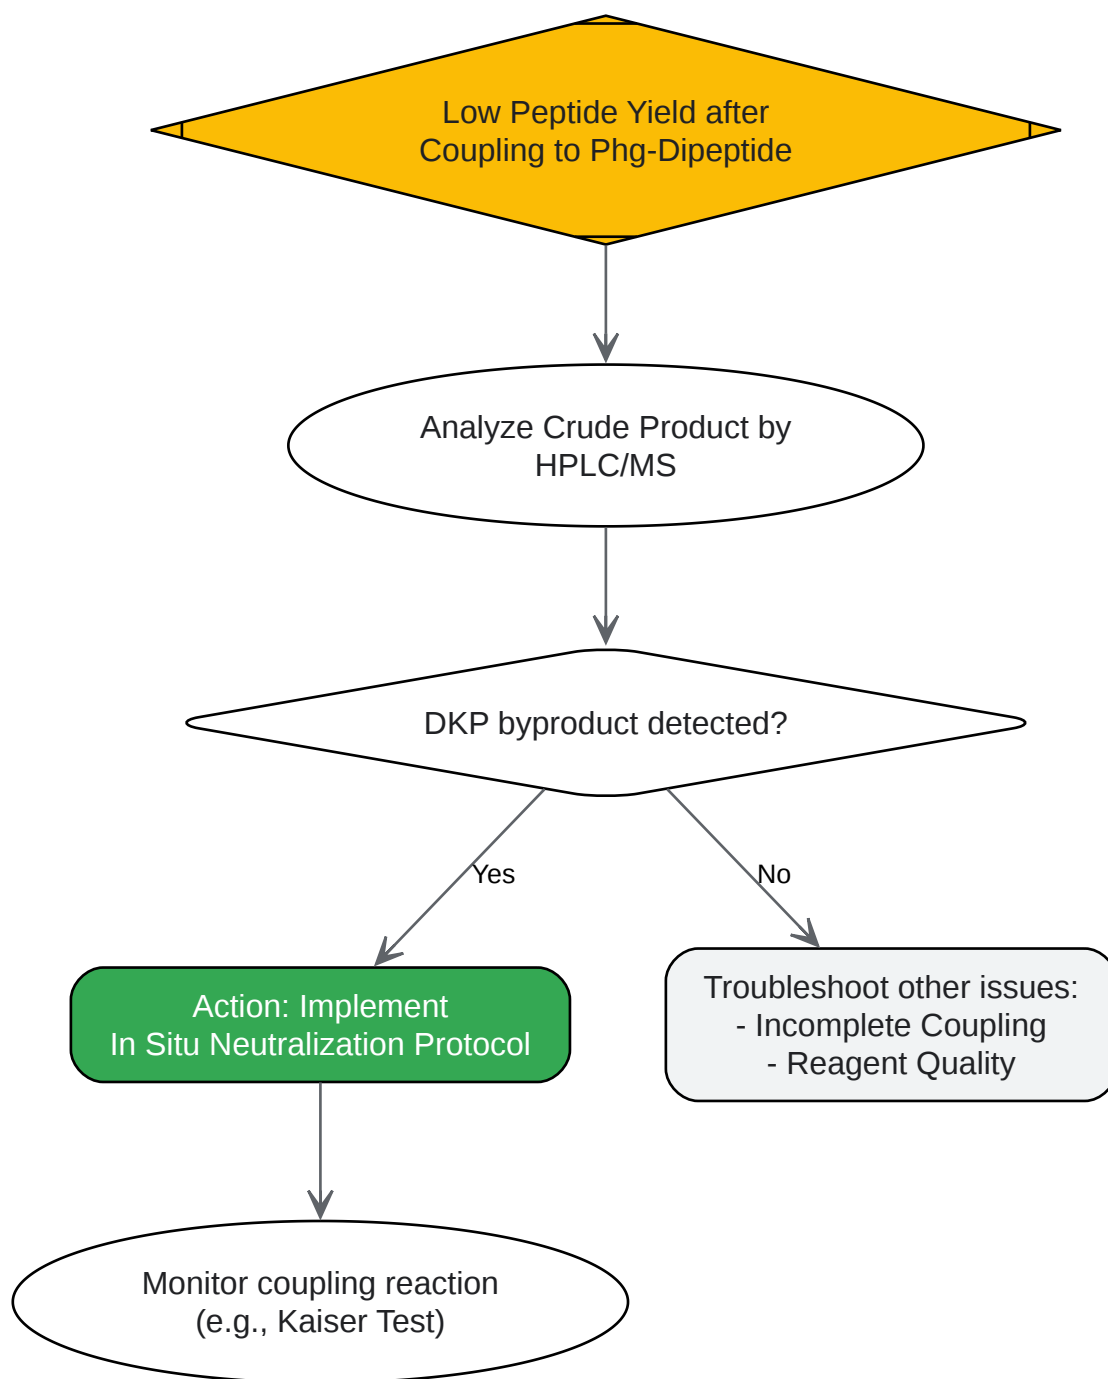 Low Peptide Yield after
Coupling to Phg-Dipeptide
Analyze Crude Product by
HPLC/MS
DKP byproduct detected?
Yes
No
Action: Implement
In Situ Neutralization Protocol
Troubleshoot other issues:
- Incomplete Coupling
- Reagent Quality
Monitor coupling reaction
(e.g., Kaiser Test)